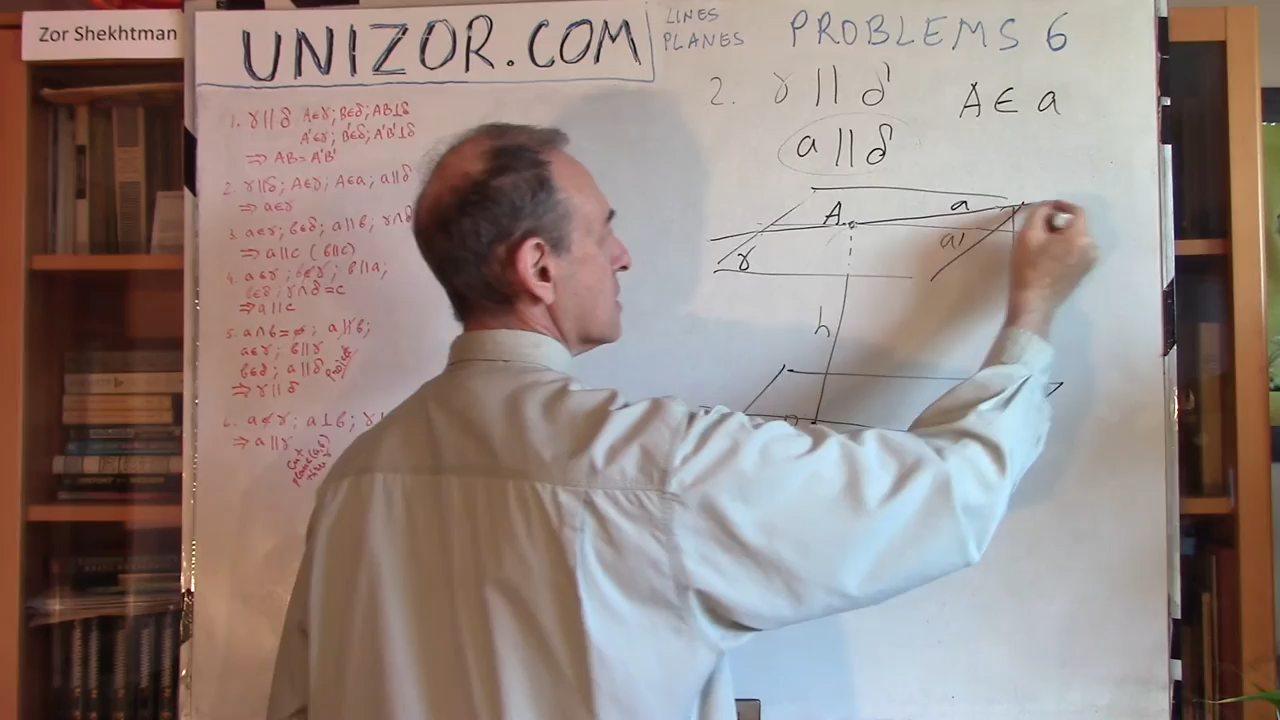 Zor Shekhtman
UNIZOR.COM
LINES
PLANES
PROBLEMS 6
1. γ || δ A∈γ; B∈δ; AB⊥δ
A'∈γ; B'∈δ; A'B'⊥δ
⇒ AB = A'B'
2. γ||δ; A∈γ; A∈a; a||δ
⇒ a∈γ
3. a∈γ; b∈δ; a||b; γ∩δ
⇒ a||c (b||c)
4. a∈γ; b∉γ; b||a;
b∈δ; γ∩δ=c
⇒ a||c
5. a∩b=ø; a∦b;
a∈γ; b||γ
b∈δ; a||δ
⇒ γ||δ
6. a∉γ; a⊥b;
⇒ a||γ
2. γ || δ
A ∈ a
a || δ
A
a
a'
γ
h